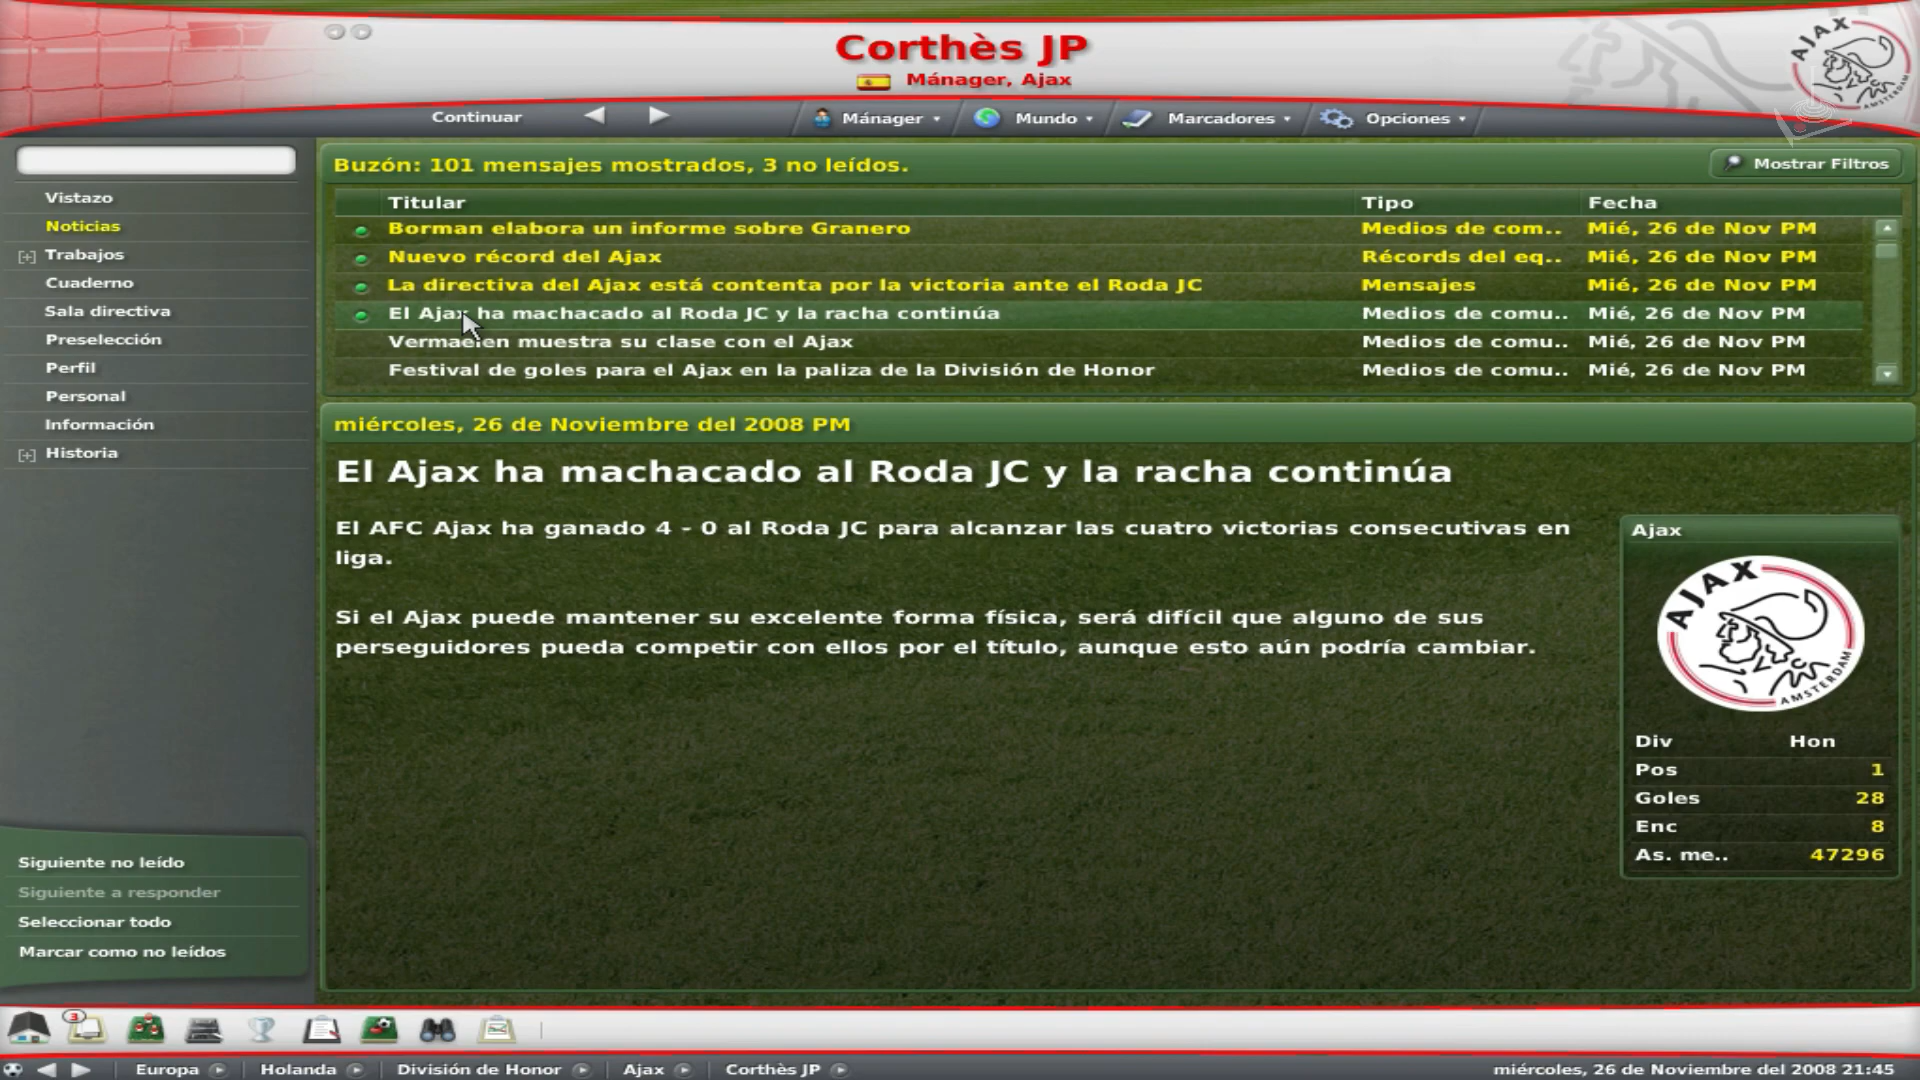 Corthès JP
Mánager, Ajax
AJAX
AMSTERDAM
Continuar
Mánager
Mundo
Marcadores
Opciones
Vistazo
Noticias
[+] Trabajos
Cuaderno
Sala directiva
Preselección
Perfil
Personal
Información
[+] Historia
Buzón: 101 mensajes mostrados, 3 no leídos.
Mostrar Filtros
Titular Tipo Fecha
Borman elabora un informe sobre Granero Medios de com.. Mié, 26 de Nov PM
Nuevo récord del Ajax Récords del eq.. Mié, 26 de Nov PM
La directiva del Ajax está contenta por la victoria ante el Roda JC Mensajes Mié, 26 de Nov PM
El Ajax ha machacado al Roda JC y la racha continúa Medios de comu.. Mié, 26 de Nov PM
Vermaelen muestra su clase con el Ajax Medios de comu.. Mié, 26 de Nov PM
Festival de goles para el Ajax en la paliza de la División de Honor Medios de comu.. Mié, 26 de Nov PM
miércoles, 26 de Noviembre del 2008 PM
El Ajax ha machacado al Roda JC y la racha continúa
El AFC Ajax ha ganado 4 - 0 al Roda JC para alcanzar las cuatro victorias consecutivas en
liga.
Si el Ajax puede mantener su excelente forma física, será difícil que alguno de sus
perseguidores pueda competir con ellos por el título, aunque esto aún podría cambiar.
Ajax
AJAX
AMSTERDAM
Div Hon
Pos 1
Goles 28
Enc 8
As. me.. 47296
Siguiente no leído
Siguiente a responder
Seleccionar todo
Marcar como no leídos
3
Europa
Holanda
División de Honor
Ajax
Corthès JP
miércoles, 26 de Noviembre del 2008 21:45